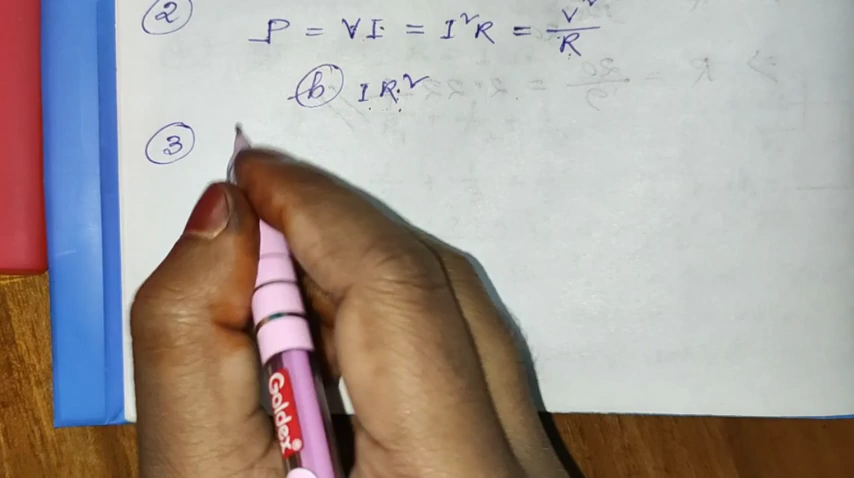 2 P = VI = I²R = V²/R
b IR²
3
Goldex